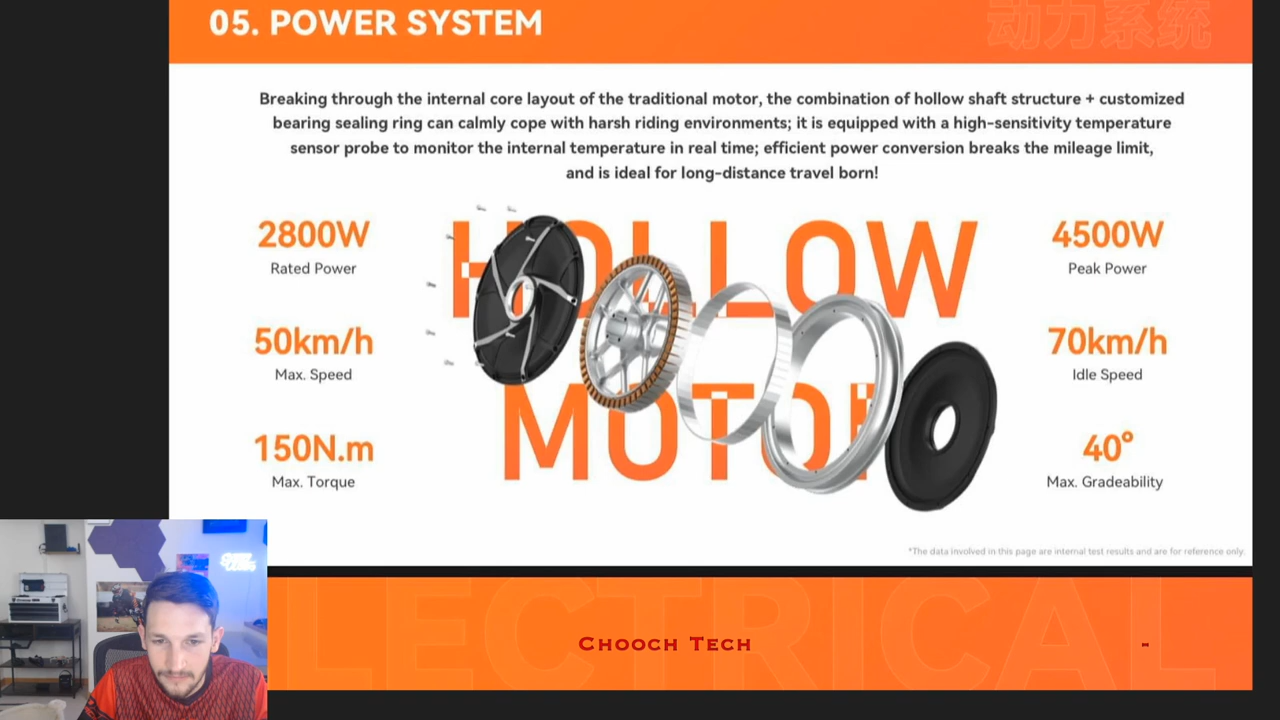 05. POWER SYSTEM
动力系统
Breaking through the internal core layout of the traditional motor, the combination of hollow shaft structure + customized
bearing sealing ring can calmly cope with harsh riding environments; it is equipped with a high-sensitivity temperature
sensor probe to monitor the internal temperature in real time; efficient power conversion breaks the mileage limit,
and is ideal for long-distance travel born!
HOLLOW
MOTOR
2800W
Rated Power
4500W
Peak Power
50km/h
Max. Speed
70km/h
Idle Speed
150N.m
Max. Torque
40°
Max. Gradeability
*The data involved in this page are internal test results and are for reference only.
LECTRICAL
Chooch Tech
-